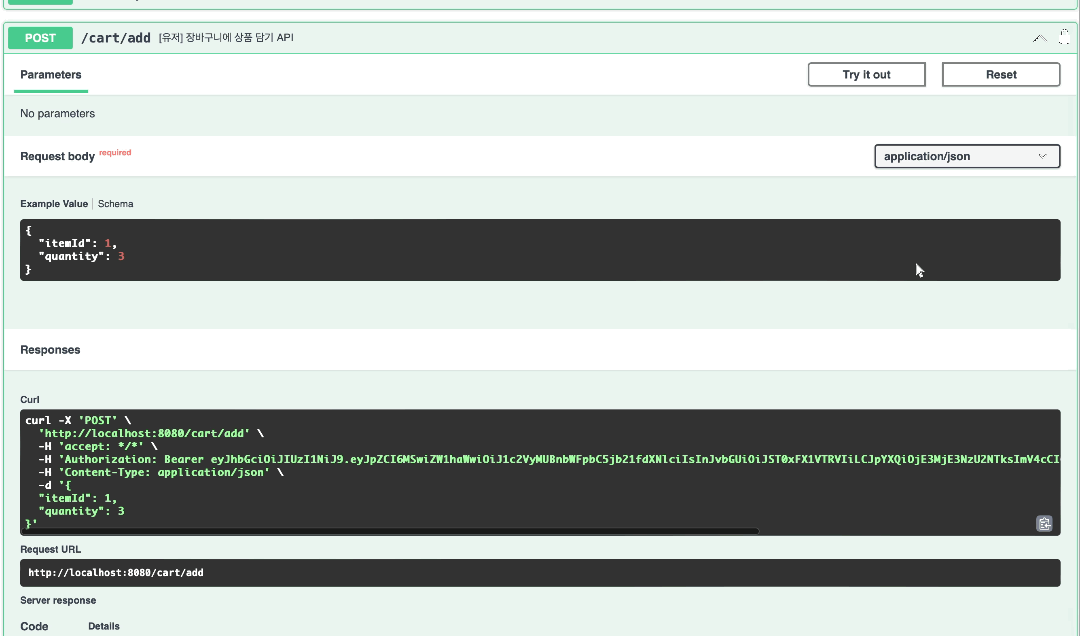 POST /cart/add [유저] 장바구니에 상품 담기 API
Parameters Try it out Reset
No parameters
Request body required application/json
Example Value Schema
{
"itemId": 1,
"quantity": 3
}
Responses
Curl
curl -X 'POST' \
'http://localhost:8080/cart/add' \
-H 'accept: */*' \
-H 'Authorization: Bearer
-H 'Content-Type: application/json' \
-d '{
"itemId": 1,
"quantity": 3
}'
Request URL
http://localhost:8080/cart/add
Server response
Code Details